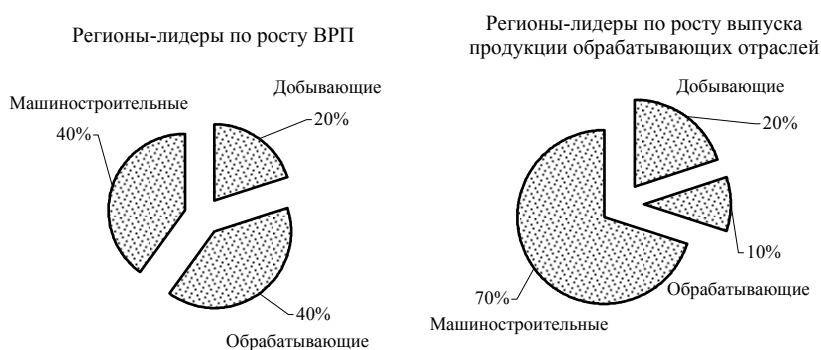 Регионы-лидеры по росту ВРП
Добывающие
20%
Машиностроительные
40%
40%
Обрабатывающие
Регионы-лидеры по росту выпуска
продукции обрабатывающих отраслей
Добывающие
20%
10%
Обрабатывающие
70%
Машиностроительные